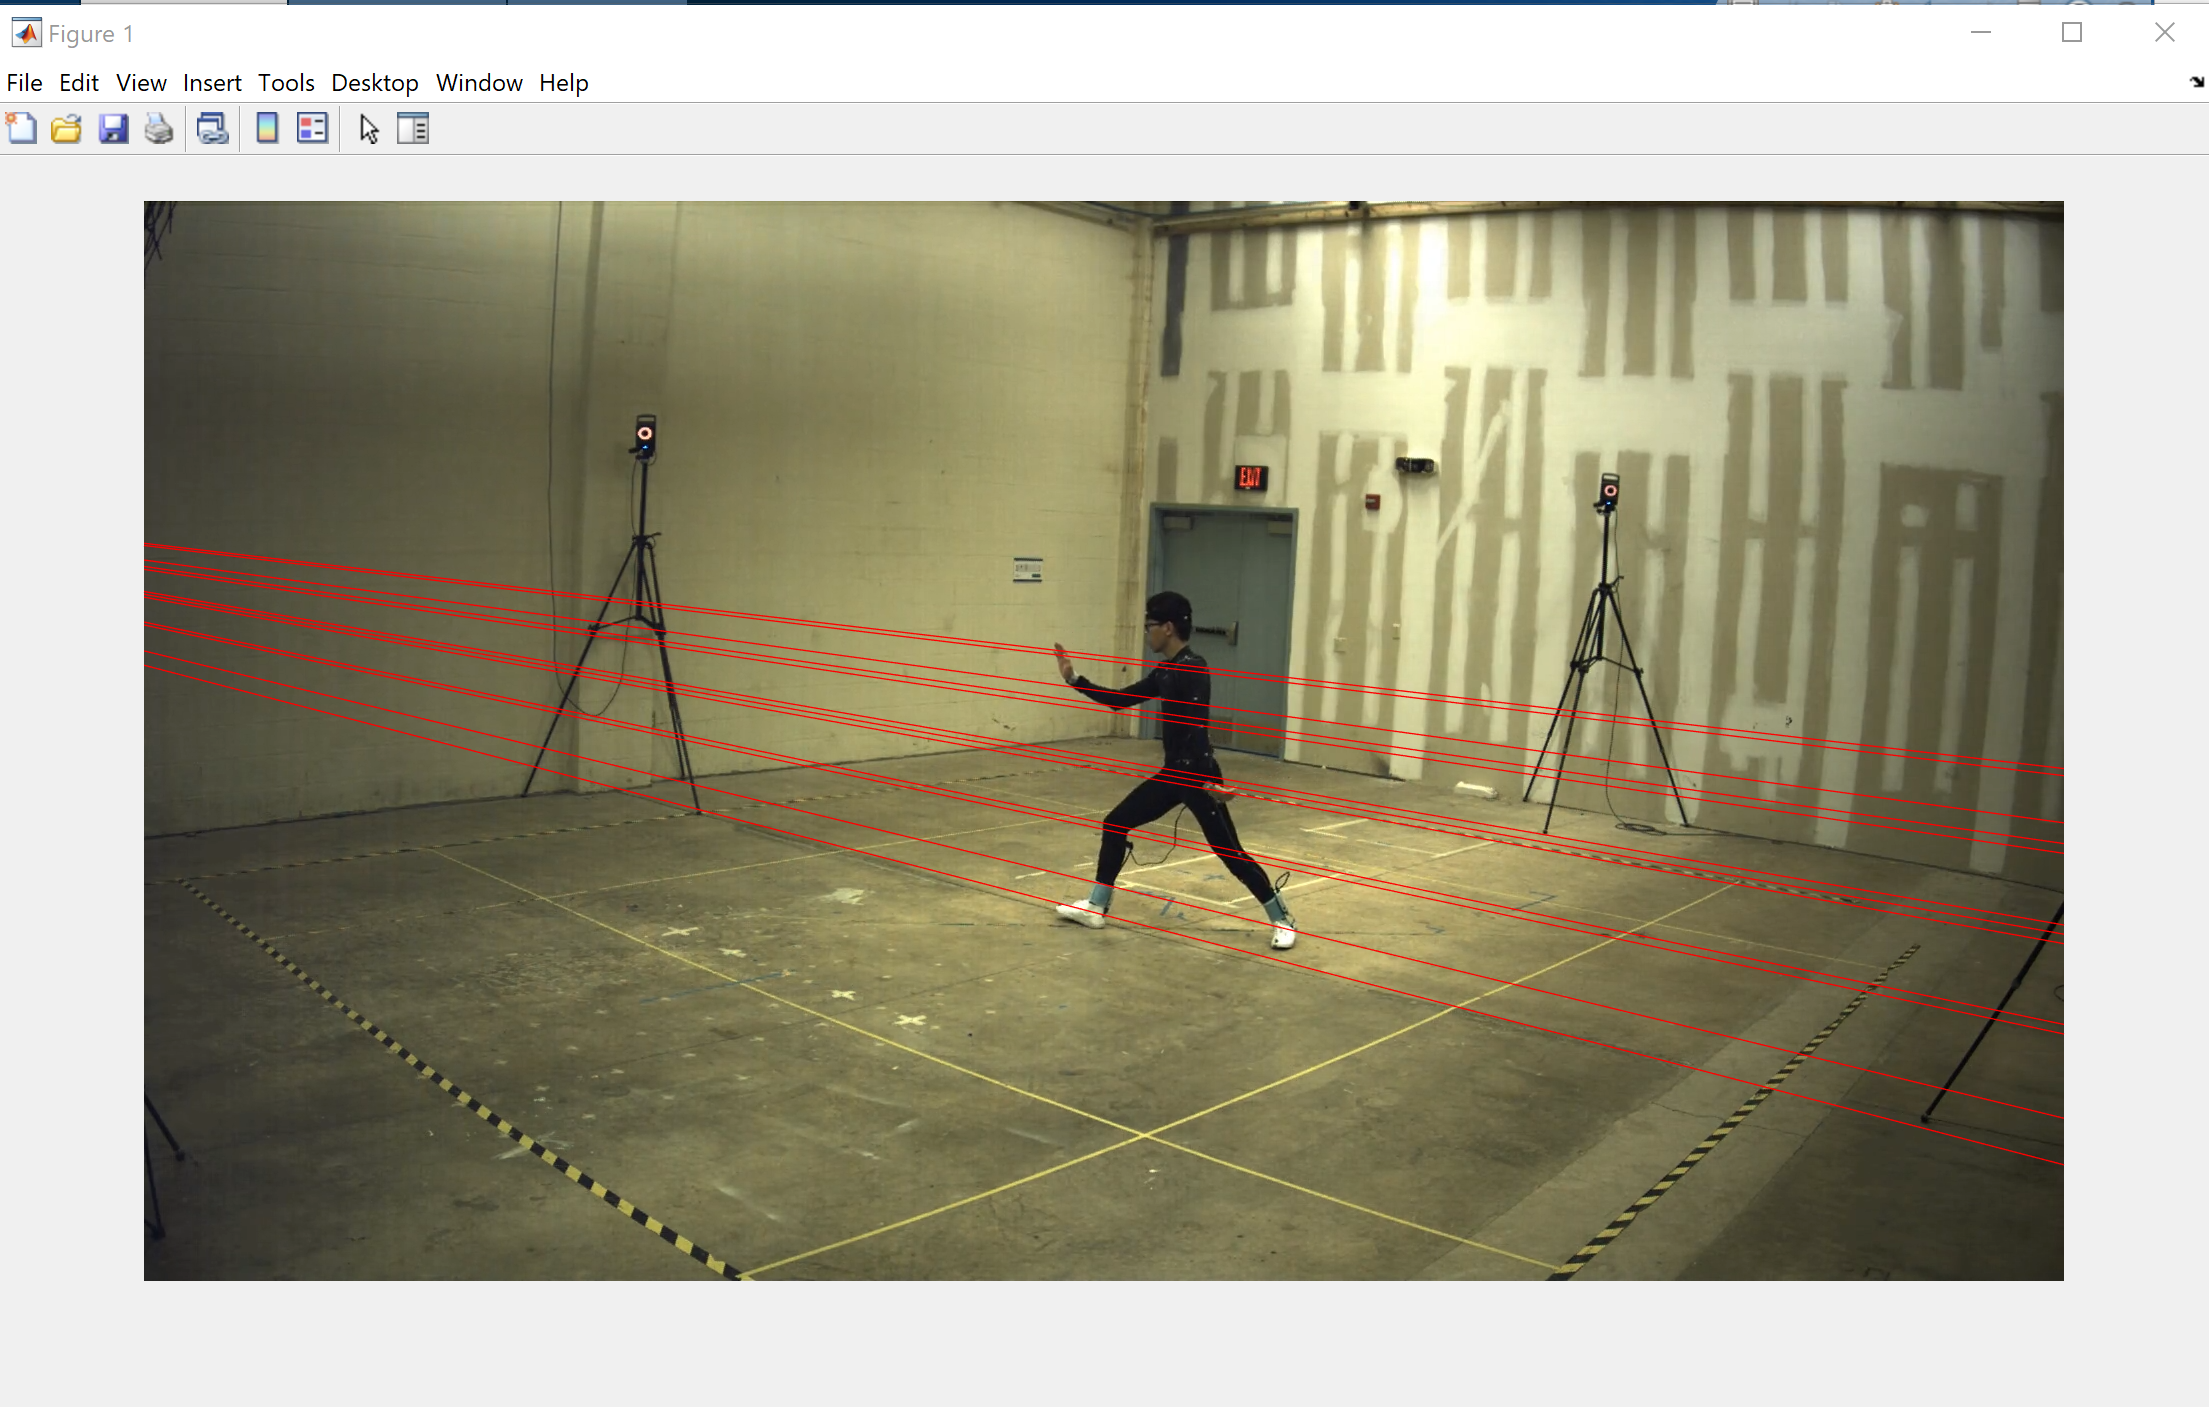 Figure 1
File Edit View Insert Tools Desktop Window Help
EXIT